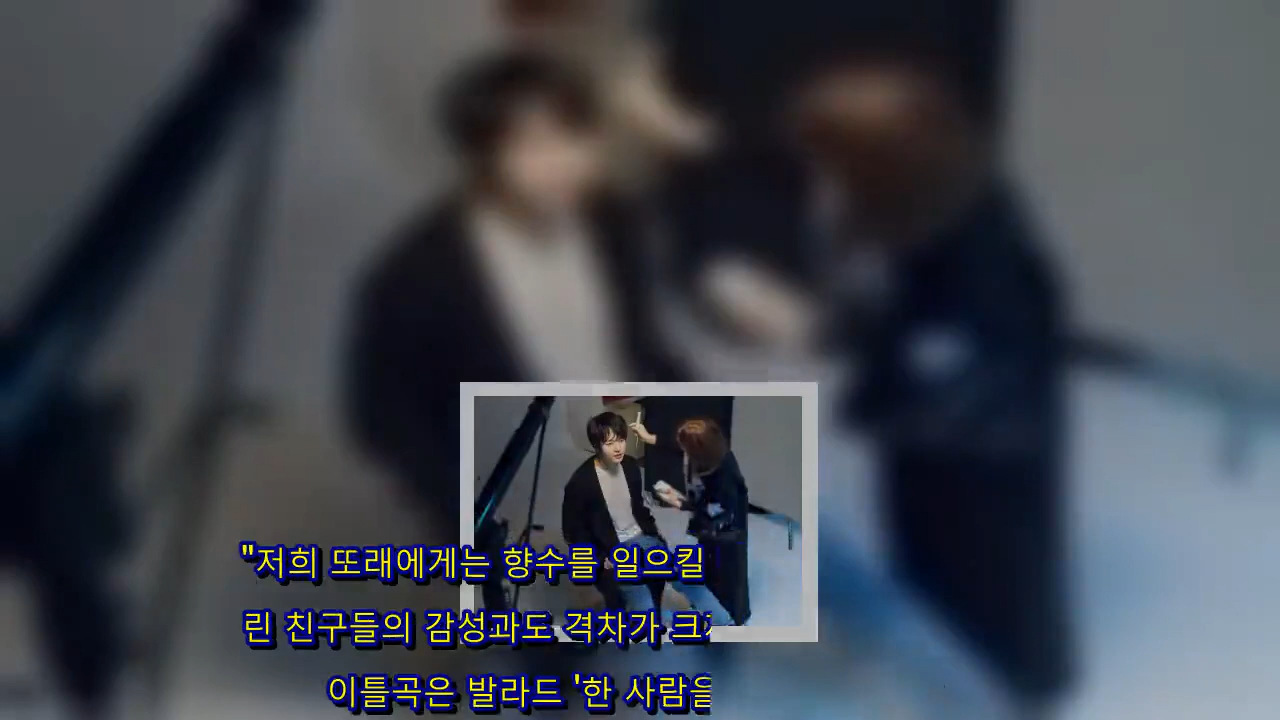 "저희 또래에게는 향수를 일으킬
린 친구들의 감성과도 격차가
이틀곡은 발라드 '한 사람을